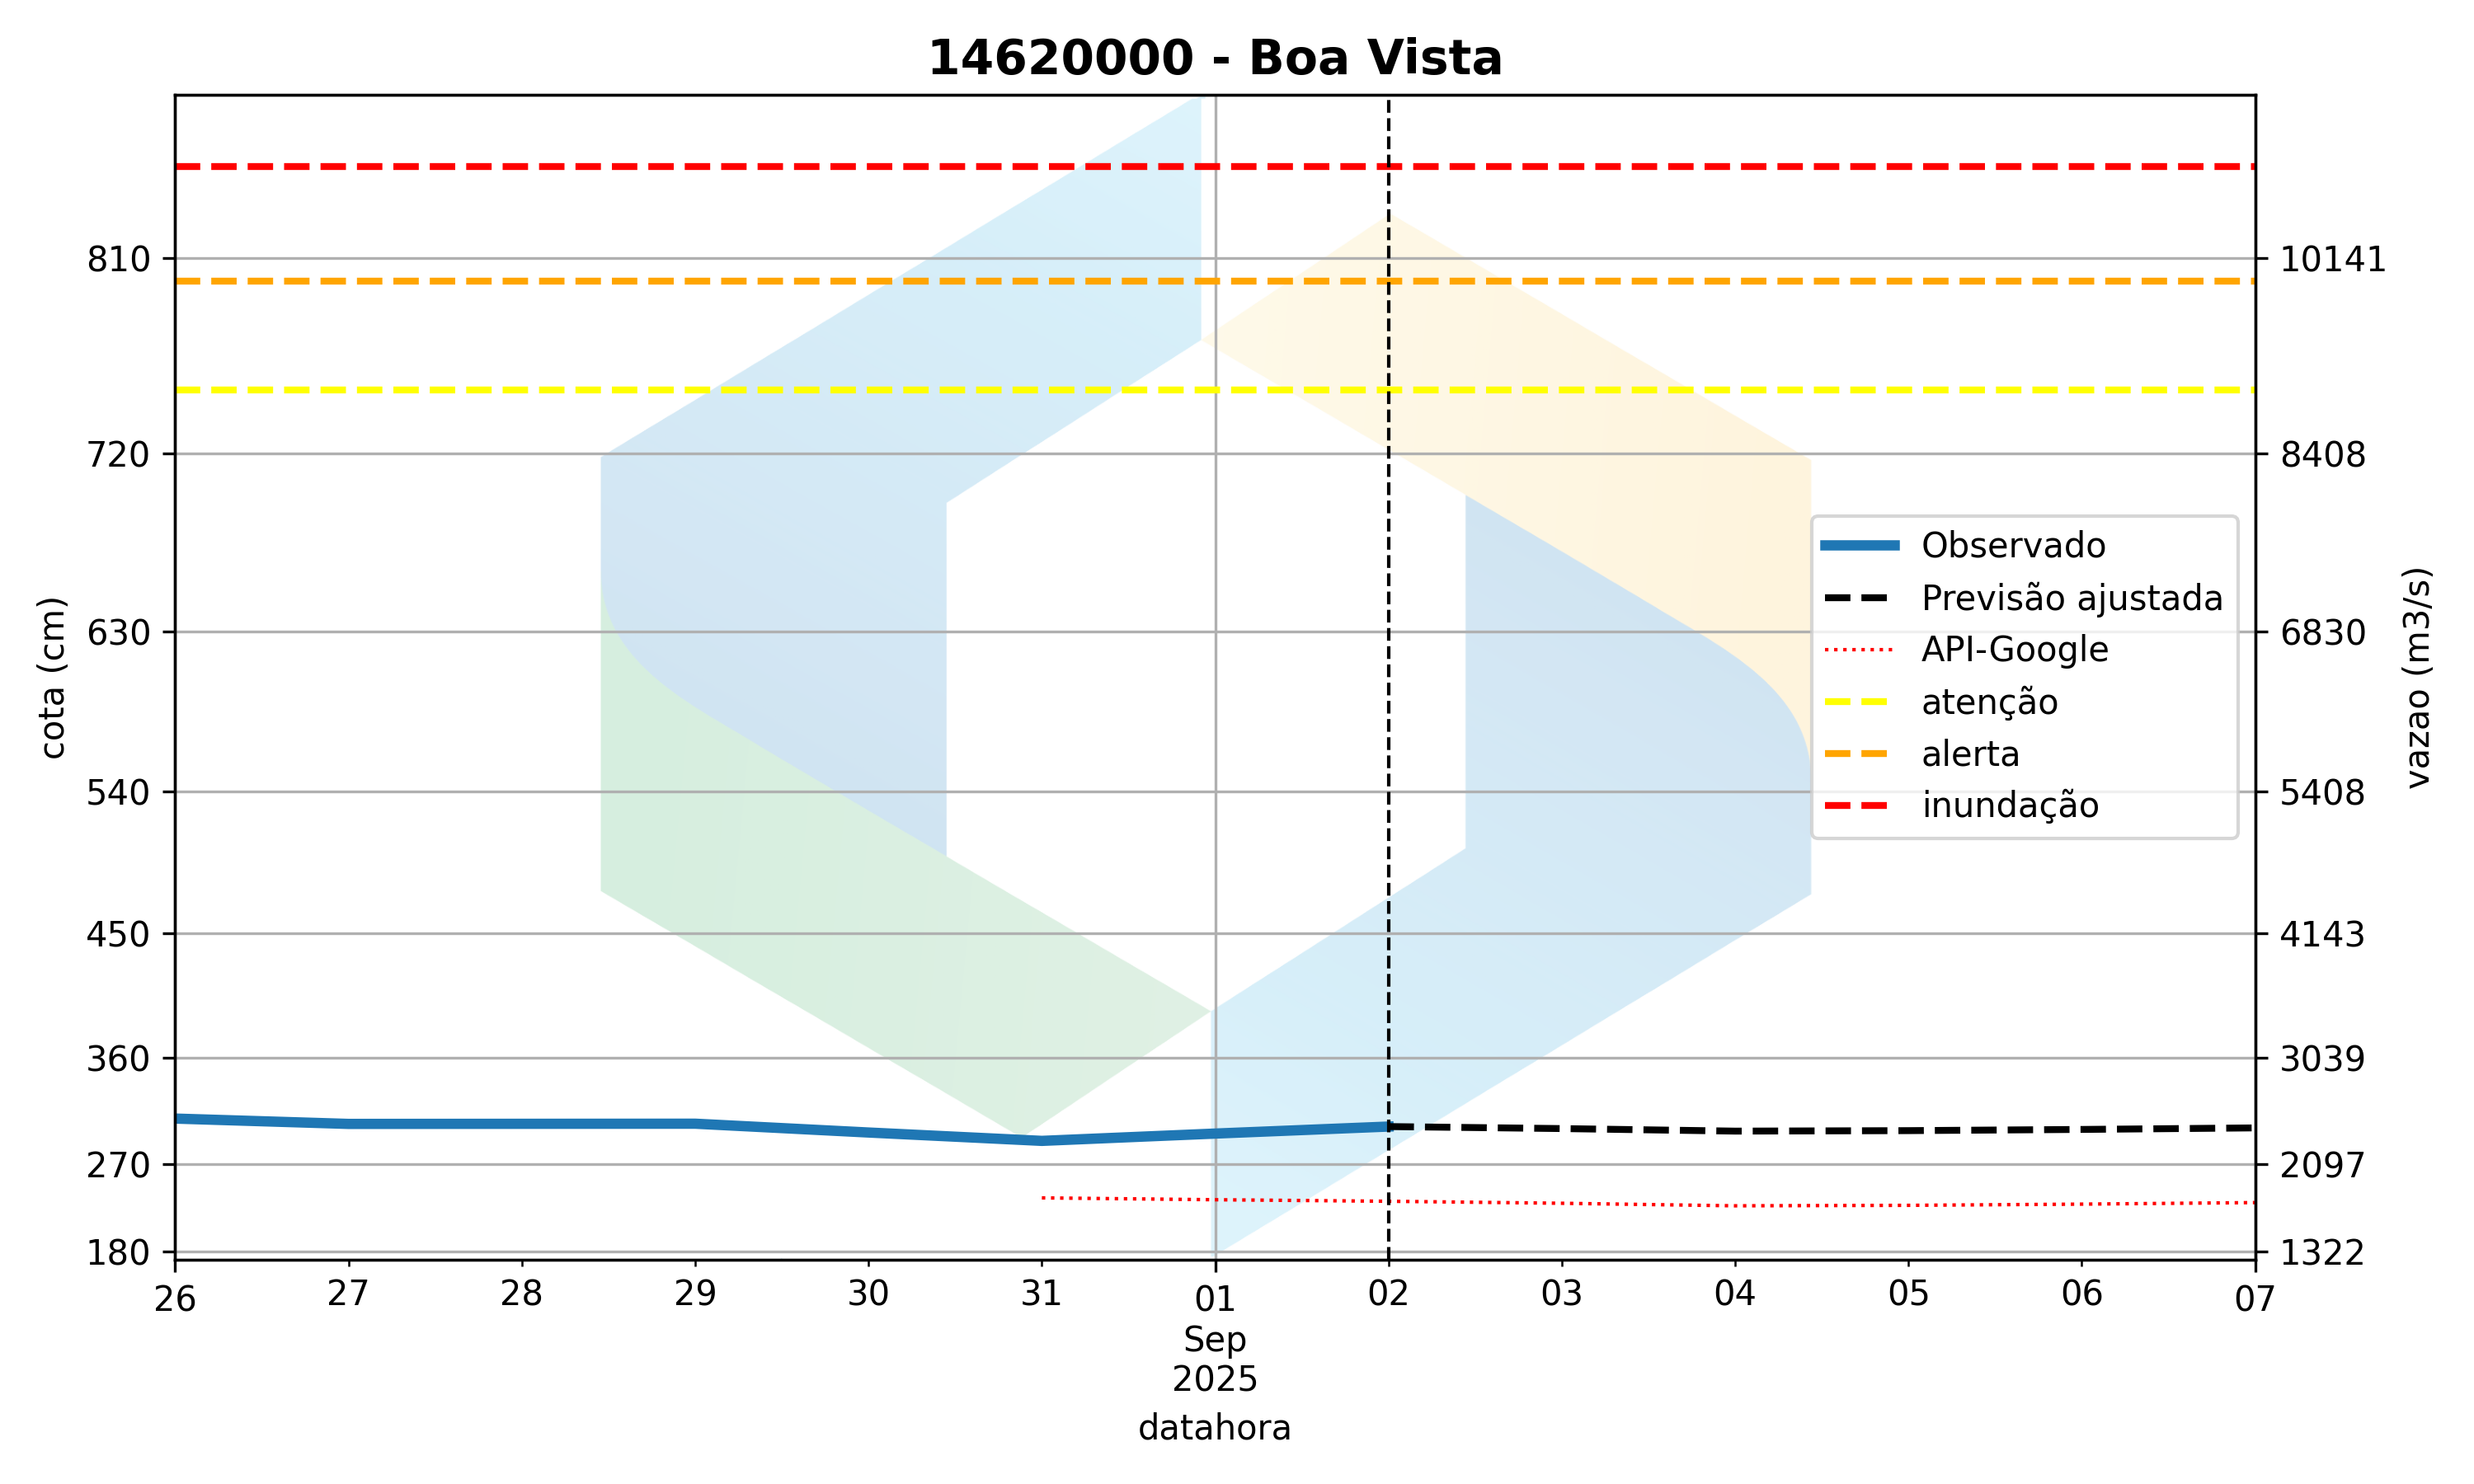 14620000 - Boa Vista
cota (cm)
810
720
630
540
450
360
270
180
10141
8408
6830
5408
4143
3039
2097
1322
vazao (m3/s)
Observado
Previsão ajustada
API-Google
atenção
alerta
inundação
26 27 28 29 30 31 01 02 03 04 05 06 07
Sep
2025
datahora